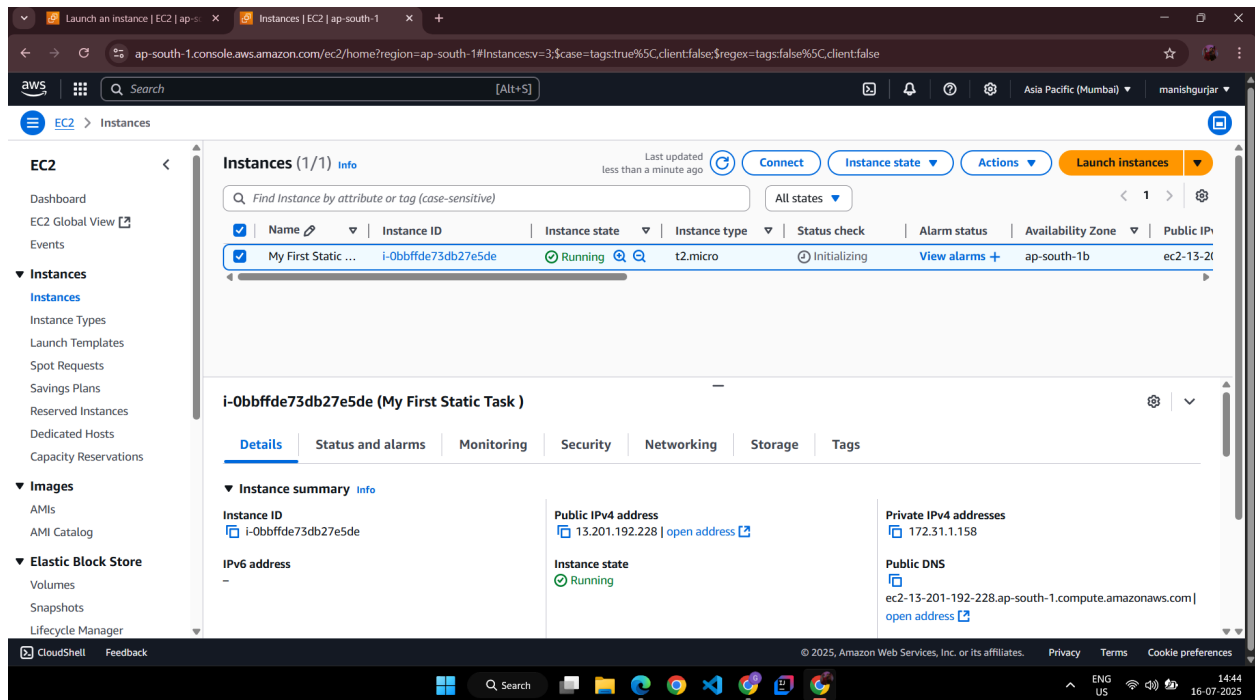 Launch an instance | EC2 | ap-s
Instances | EC2 | ap-south-1
ap-south-1.console.aws.amazon.com/ec2/home?region=ap-south-1#Instances:v=3;$case=tags:true%5C,client:false;$regex=tags:false%5C,client:false
aws
Search
[Alt+S]
Asia Pacific (Mumbai)
manishgurjar
EC2 > Instances
EC2
Dashboard
EC2 Global View
Events
Instances
Instances
Instance Types
Launch Templates
Spot Requests
Savings Plans
Reserved Instances
Dedicated Hosts
Capacity Reservations
Images
AMIs
AMI Catalog
Elastic Block Store
Volumes
Snapshots
Lifecycle Manager
Instances (1/1) Info
Last updated
less than a minute ago
Connect
Instance state
Actions
Launch instances
Find Instance by attribute or tag (case-sensitive)
All states
1
Name Instance ID Instance state Instance type Status check Alarm status Availability Zone Public IPv
My First Static ... i-0bbffde73db27e5de Running t2.micro Initializing View alarms + ap-south-1b ec2-13-20
i-0bbffde73db27e5de (My First Static Task )
Details Status and alarms Monitoring Security Networking Storage Tags
Instance summary Info
Instance ID
i-0bbffde73db27e5de
Public IPv4 address
13.201.192.228 | open address
Private IPv4 addresses
172.31.1.158
IPv6 address
–
Instance state
Running
Public DNS
ec2-13-201-192-228.ap-south-1.compute.amazonaws.com |
open address
CloudShell Feedback
© 2025, Amazon Web Services, Inc. or its affiliates. Privacy Terms Cookie preferences
Search
ENG
US
14:44
16-07-2025